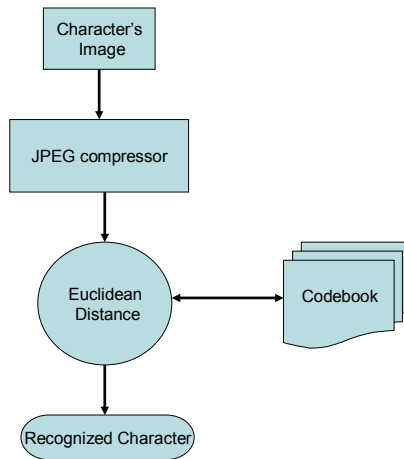 Character's
Image
JPEG compressor
Euclidean
Distance
Codebook
Recognized Character